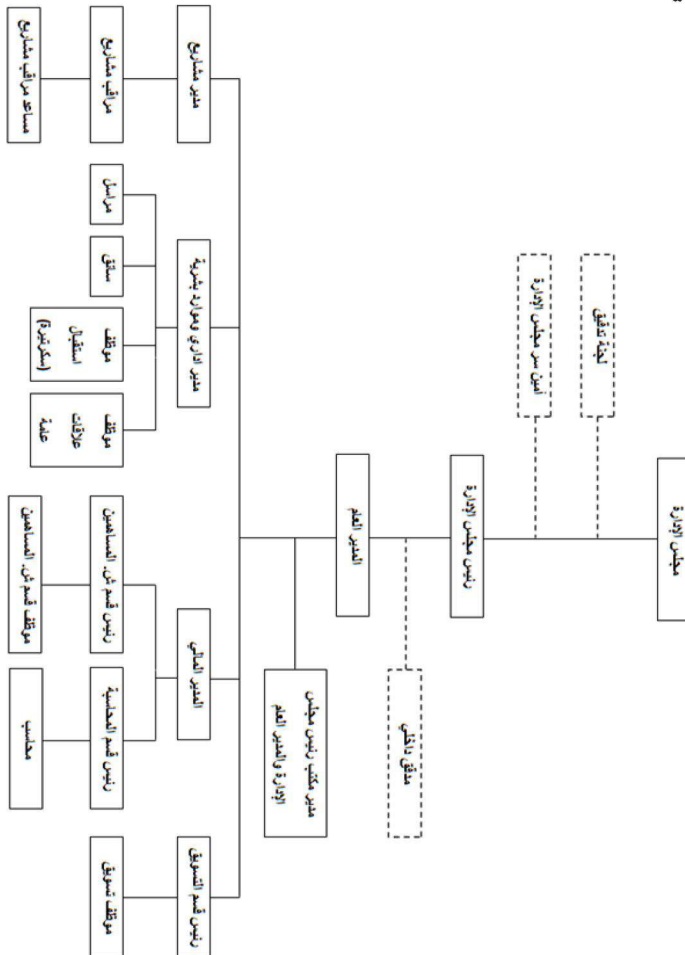 مجلس الإدارة
لجنة تدقيق
أمين سر مجلس الإدارة
رئيس مجلس الإدارة
مدقق داخلي
المدير العام
مدير مكتب رئيس مجلس
الإدارة والمدير العام
مدير مشاريع
مدير اداري وموارد بشرية
المدير المالي
رئيس قسم التسويق
مراقب مشاريع
مراسل
سائق
موظف
استقبال
(سكرتيرة)
موظف
علاقات
عامة
رئيس قسم ش. المساهمين
رئيس قسم المحاسبة
موظف تسويق
مساعد مراقب مشاريع
موظف قسم ش. المساهمين
محاسب